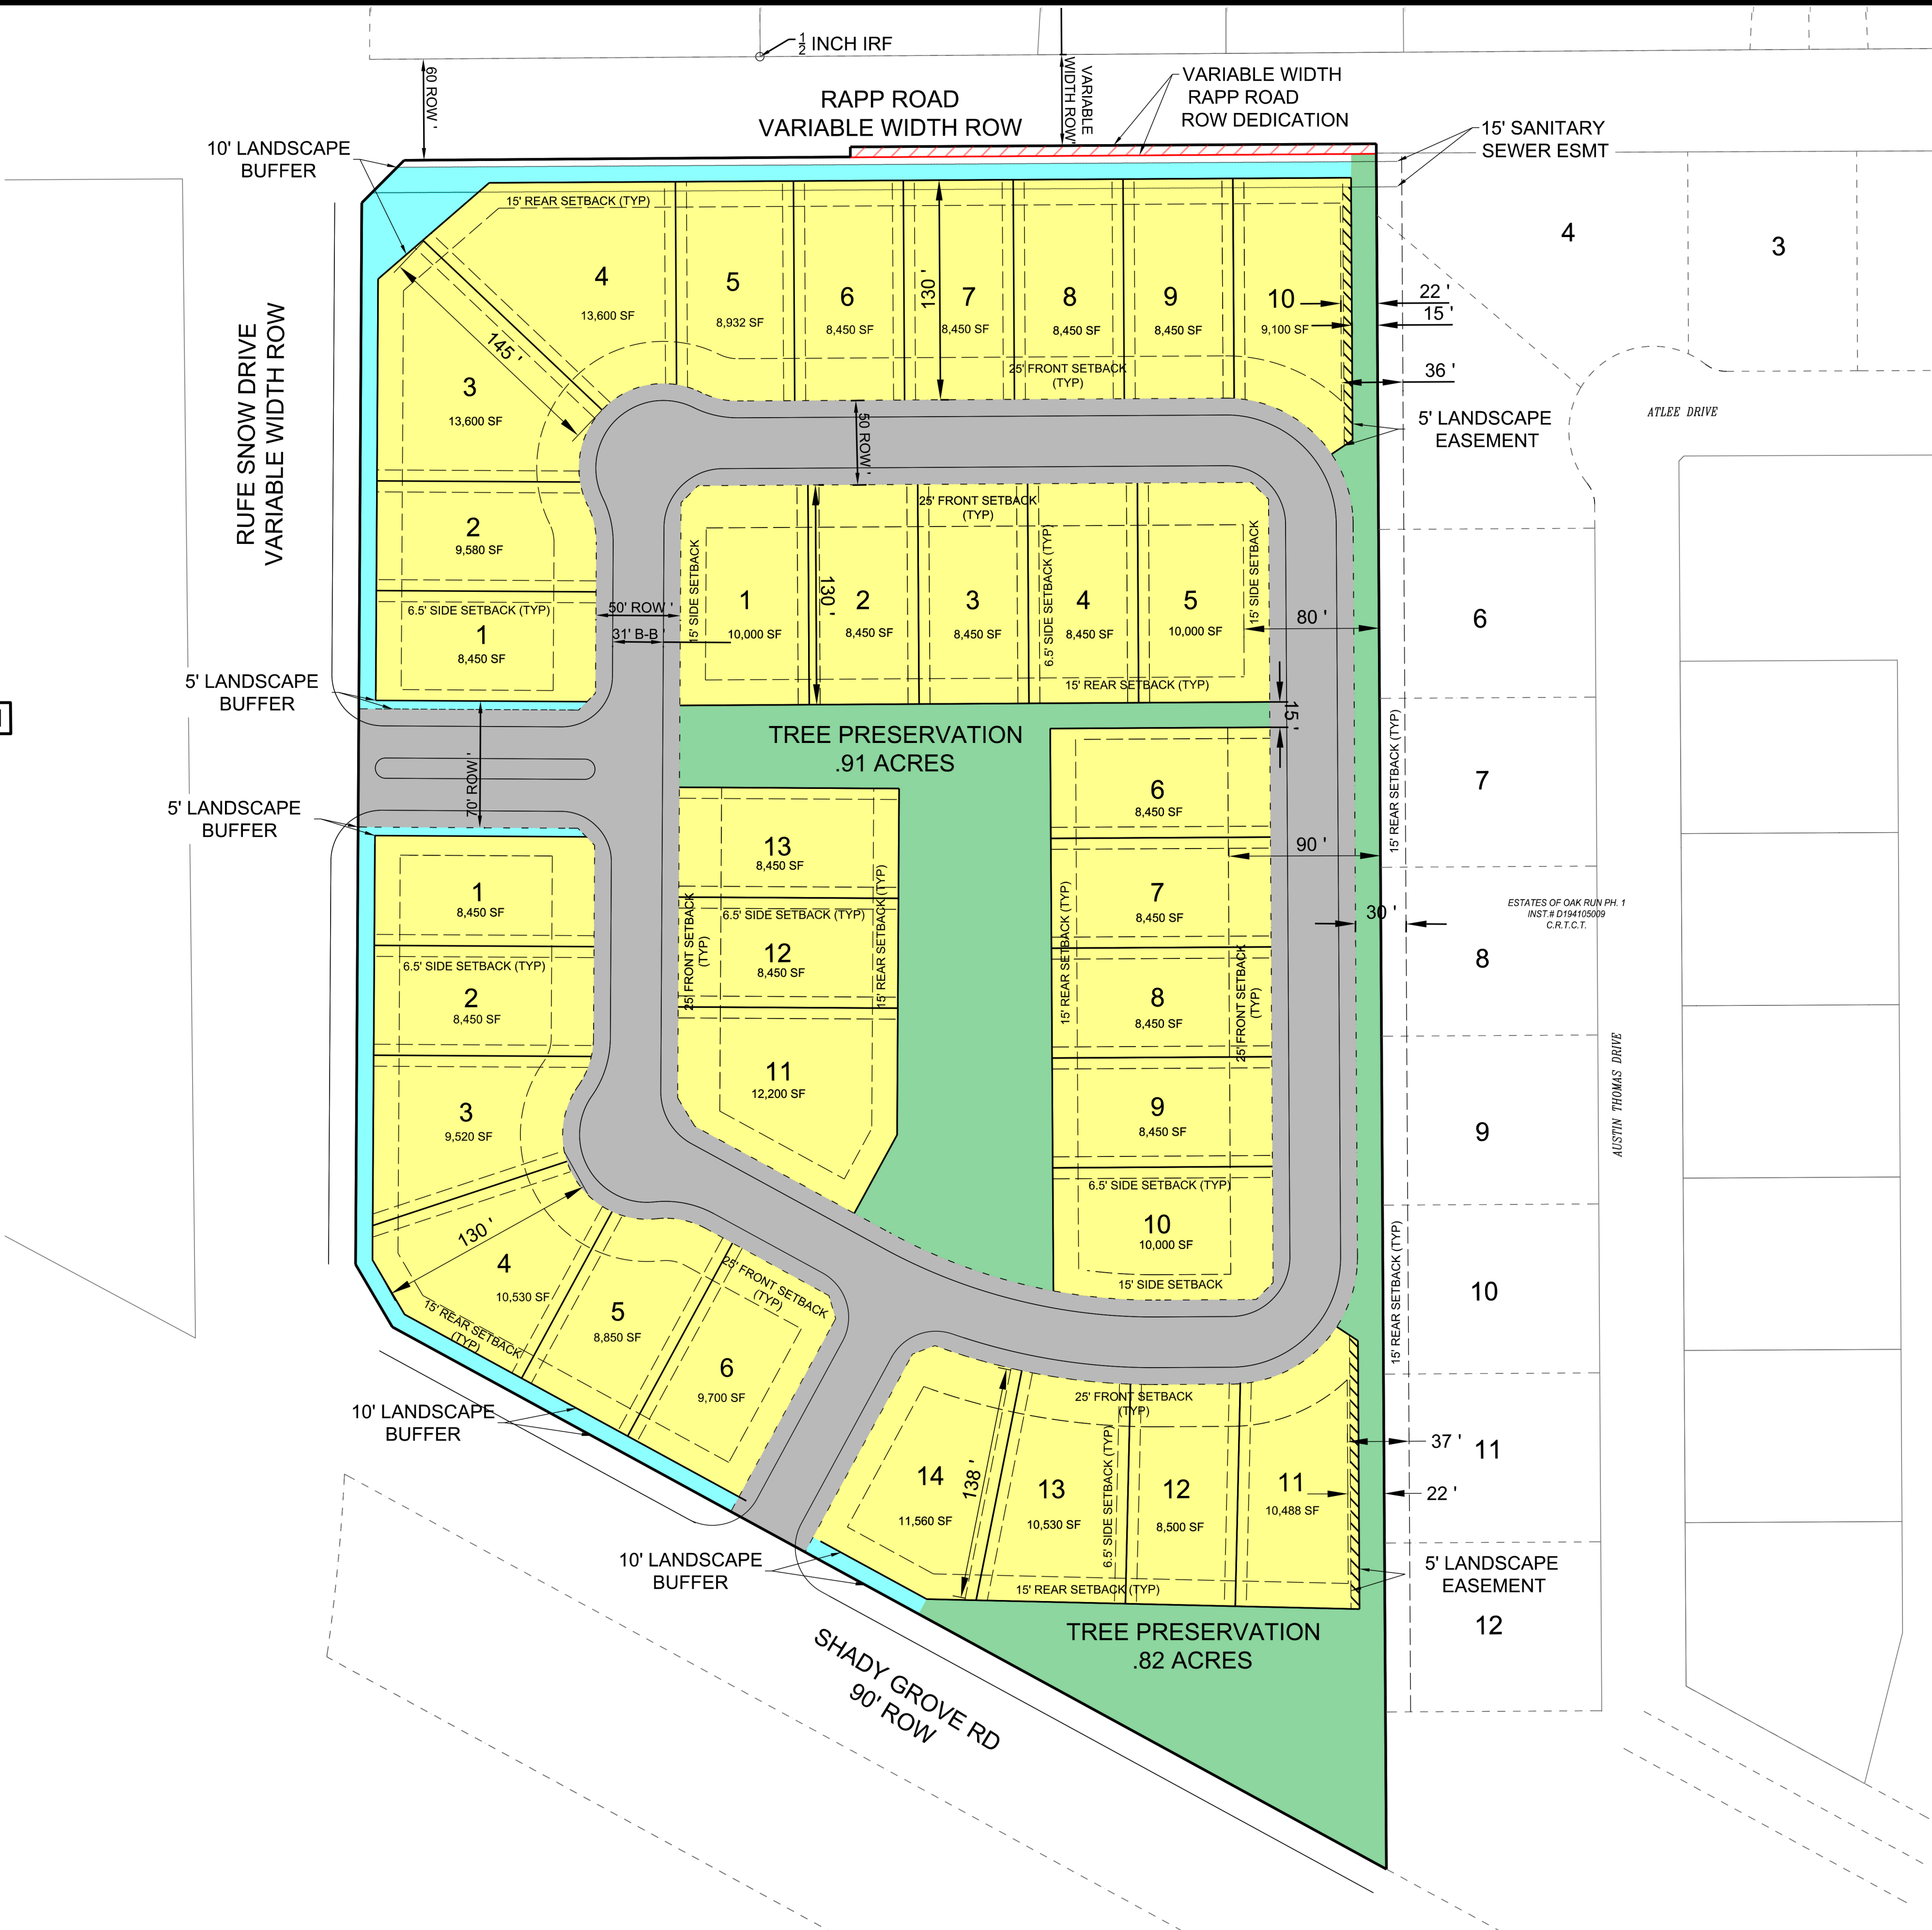 1/2 INCH IRF
60 ROW '
VARIABLE
WIDTH ROW'
RAPP ROAD
VARIABLE WIDTH ROW
VARIABLE WIDTH
RAPP ROAD
ROW DEDICATION
10' LANDSCAPE
BUFFER
15' SANITARY
SEWER ESMT
RUFE SNOW DRIVE
VARIABLE WIDTH ROW
15' REAR SETBACK (TYP)
4
13,600 SF
5
8,932 SF
6
8,450 SF
130 '
7
8,450 SF
8
8,450 SF
9
8,450 SF
10
9,100 SF
25' FRONT SETBACK
(TYP)
22 '
15 '
36 '
5' LANDSCAPE
EASEMENT
4
3
ATLEE DRIVE
145 '
3
13,600 SF
2
9,580 SF
6.5' SIDE SETBACK (TYP)
1
8,450 SF
50 ROW '
50' ROW '
31' B-B '
15' SIDE SETBACK
25' FRONT SETBACK
(TYP)
1
10,000 SF
130 '
2
8,450 SF
3
8,450 SF
6.5' SIDE SETBACK (TYP)
4
8,450 SF
5
10,000 SF
15' SIDE SETBACK
15' REAR SETBACK (TYP)
80 '
15 '
5' LANDSCAPE
BUFFER
70' ROW '
5' LANDSCAPE
BUFFER
TREE PRESERVATION
.91 ACRES
13
8,450 SF
6.5' SIDE SETBACK (TYP)
25' FRONT SETBACK
(TYP)
15' REAR SETBACK (TYP)
12
8,450 SF
11
12,200 SF
6
8,450 SF
90 '
7
8,450 SF
15' REAR SETBACK (TYP)
25' FRONT SETBACK
(TYP)
8
8,450 SF
9
8,450 SF
6.5' SIDE SETBACK (TYP)
10
10,000 SF
15' SIDE SETBACK
30 '
15' REAR SETBACK (TYP)
15' REAR SETBACK (TYP)
6
7
ESTATES OF OAK RUN PH. 1
INST.# D194105009
C.R.T.C.T.
8
9
AUSTIN THOMAS DRIVE
10
11
12
1
8,450 SF
6.5' SIDE SETBACK (TYP)
2
8,450 SF
3
9,520 SF
130 '
4
10,530 SF
15' REAR SETBACK
(TYP)
5
8,850 SF
25' FRONT SETBACK
(TYP)
6
9,700 SF
10' LANDSCAPE
BUFFER
10' LANDSCAPE
BUFFER
14
11,560 SF
138 '
25' FRONT SETBACK
(TYP)
13
10,530 SF
6.5' SIDE SETBACK (TYP)
12
8,500 SF
11
10,488 SF
15' REAR SETBACK (TYP)
37 '
22 '
5' LANDSCAPE
EASEMENT
TREE PRESERVATION
.82 ACRES
SHADY GROVE RD
90' ROW